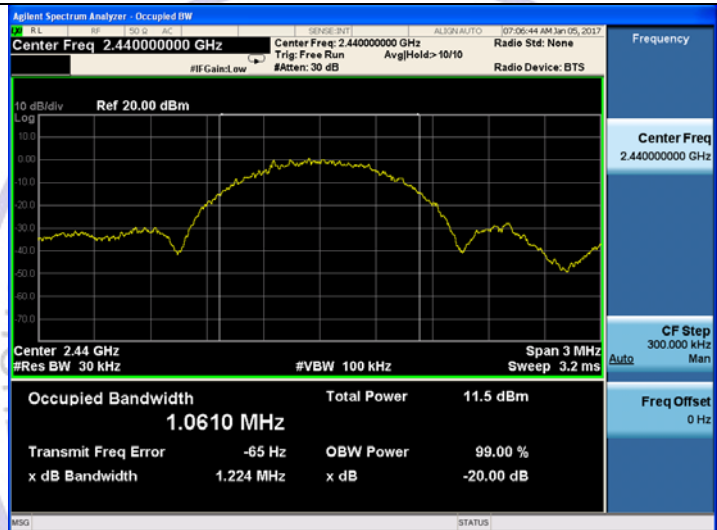 Agilent Spectrum Analyzer - Occupied BW
RL RF 50 Ω AC SENSE:INT ALIGN AUTO 07:06:44 AM Jan 05, 2017
Center Freq 2.440000000 GHz
Center Freq: 2.440000000 GHz
Radio Std: None
Trig: Free Run Avg|Hold:> 10/10
#IFGain:Low #Atten: 30 dB Radio Device: BTS
Frequency
10 dB/div Ref 20.00 dBm
Log
10.0
0.00
-10.0
-20.0
-30.0
-40.0
-50.0
-60.0
-70.0
Center 2.44 GHz Span 3 MHz
#Res BW 30 kHz #VBW 100 kHz Sweep 3.2 ms
Center Freq
2.440000000 GHz
CF Step
300.000 kHz
Auto Man
Freq Offset
0 Hz
Occupied Bandwidth Total Power 11.5 dBm
1.0610 MHz
Transmit Freq Error -65 Hz OBW Power 99.00 %
x dB Bandwidth 1.224 MHz x dB -20.00 dB
MSG STATUS